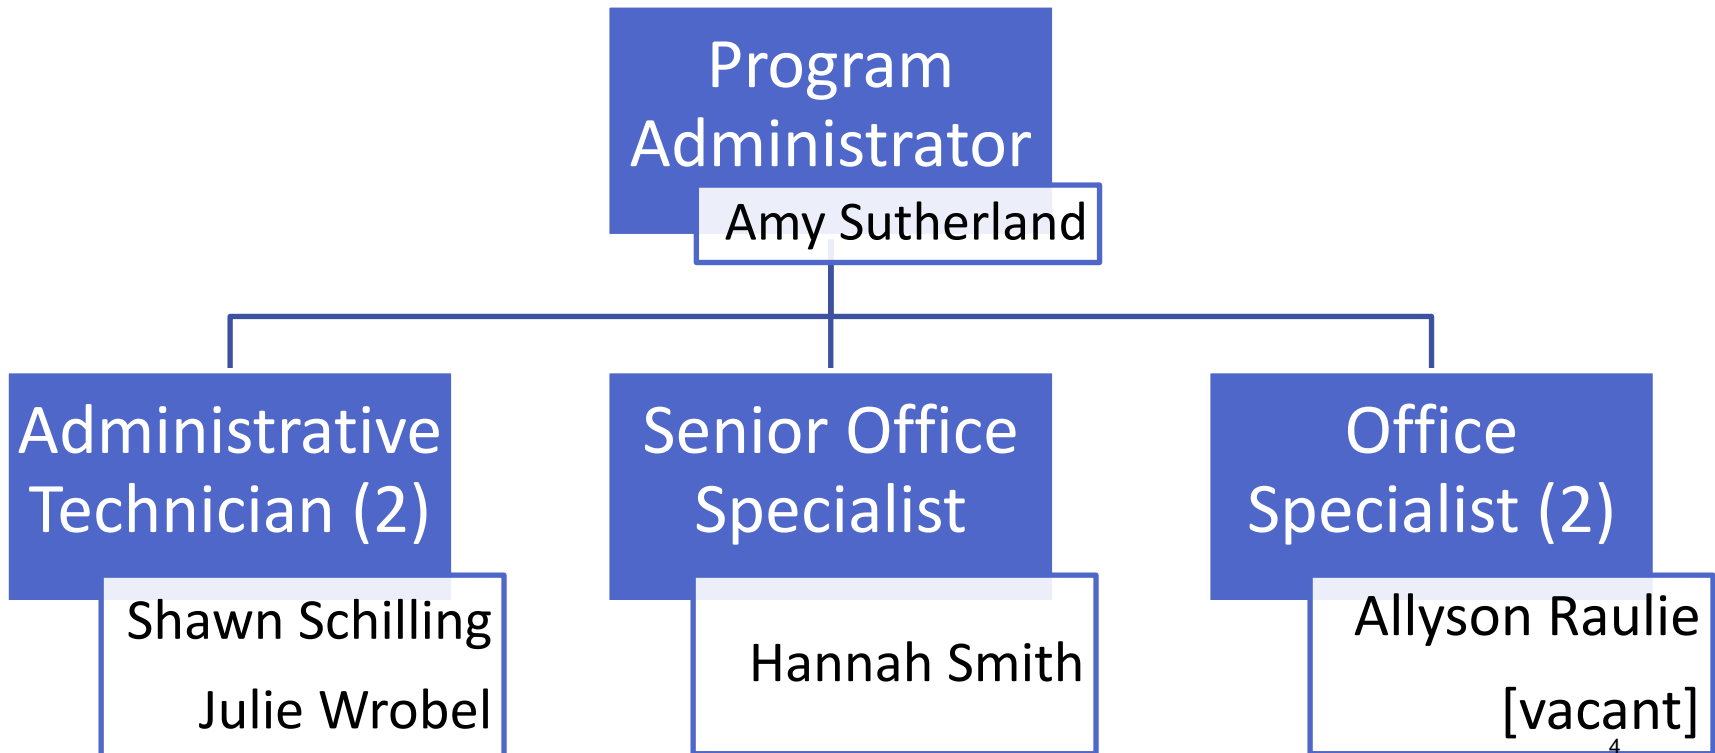 Program
Administrator
Amy Sutherland
Administrative
Technician (2)
Shawn Schilling
Julie Wrobel
Senior Office
Specialist
Hannah Smith
Office
Specialist (2)
Allyson Raulie
[vacant]
4